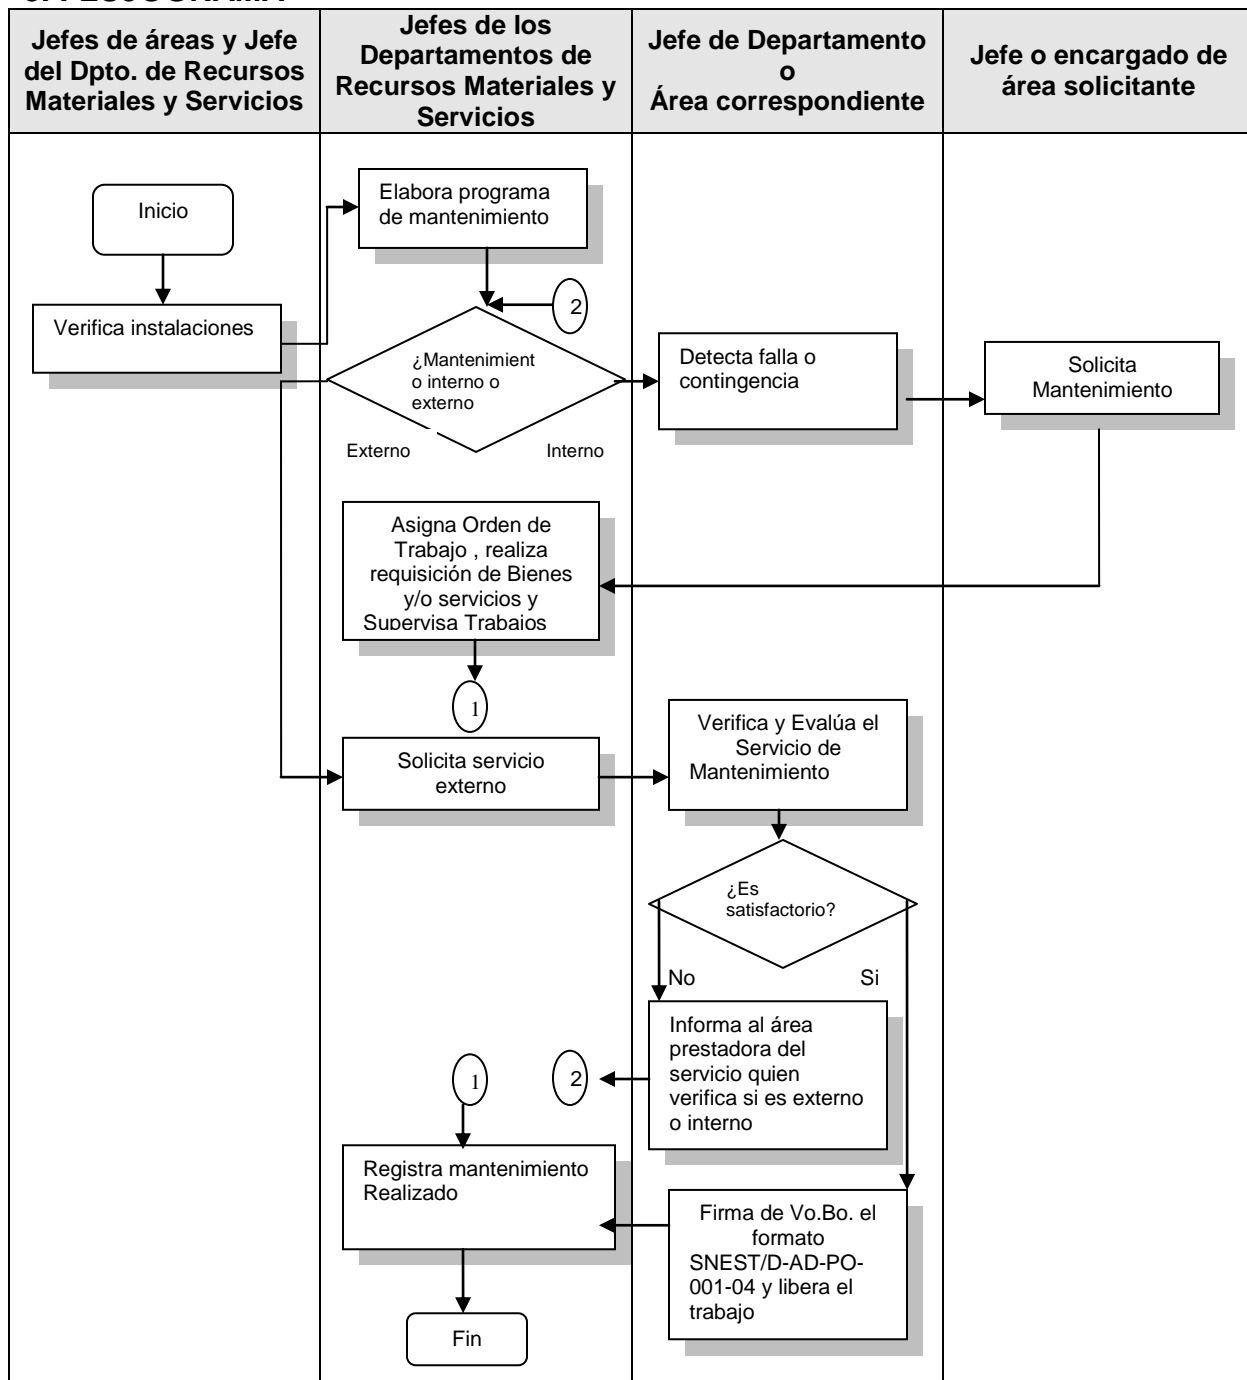 Jefes de áreas y Jefe
del Dpto. de Recursos
Materiales y Servicios
Jefes de los
Departamentos de
Recursos Materiales y
Servicios
Jefe de Departamento
o
Área correspondiente
Jefe o encargado de
área solicitante
Inicio
Verifica instalaciones
Elabora programa
de mantenimiento
2
¿Mantenimient
o interno o
externo
Externo
Interno
Detecta falla o
contingencia
Solicita
Mantenimiento
Asigna Orden de
Trabajo , realiza
requisición de Bienes
y/o servicios y
Supervisa Trabajos
1
Solicita servicio
externo
Verifica y Evalúa el
Servicio de
Mantenimiento
¿Es
satisfactorio?
No
Si
Informa al área
prestadora del
servicio quien
verifica si es externo
o interno
2
1
Registra mantenimiento
Realizado
Firma de Vo.Bo. el
formato
SNEST/D-AD-PO-
001-04 y libera el
trabajo
Fin